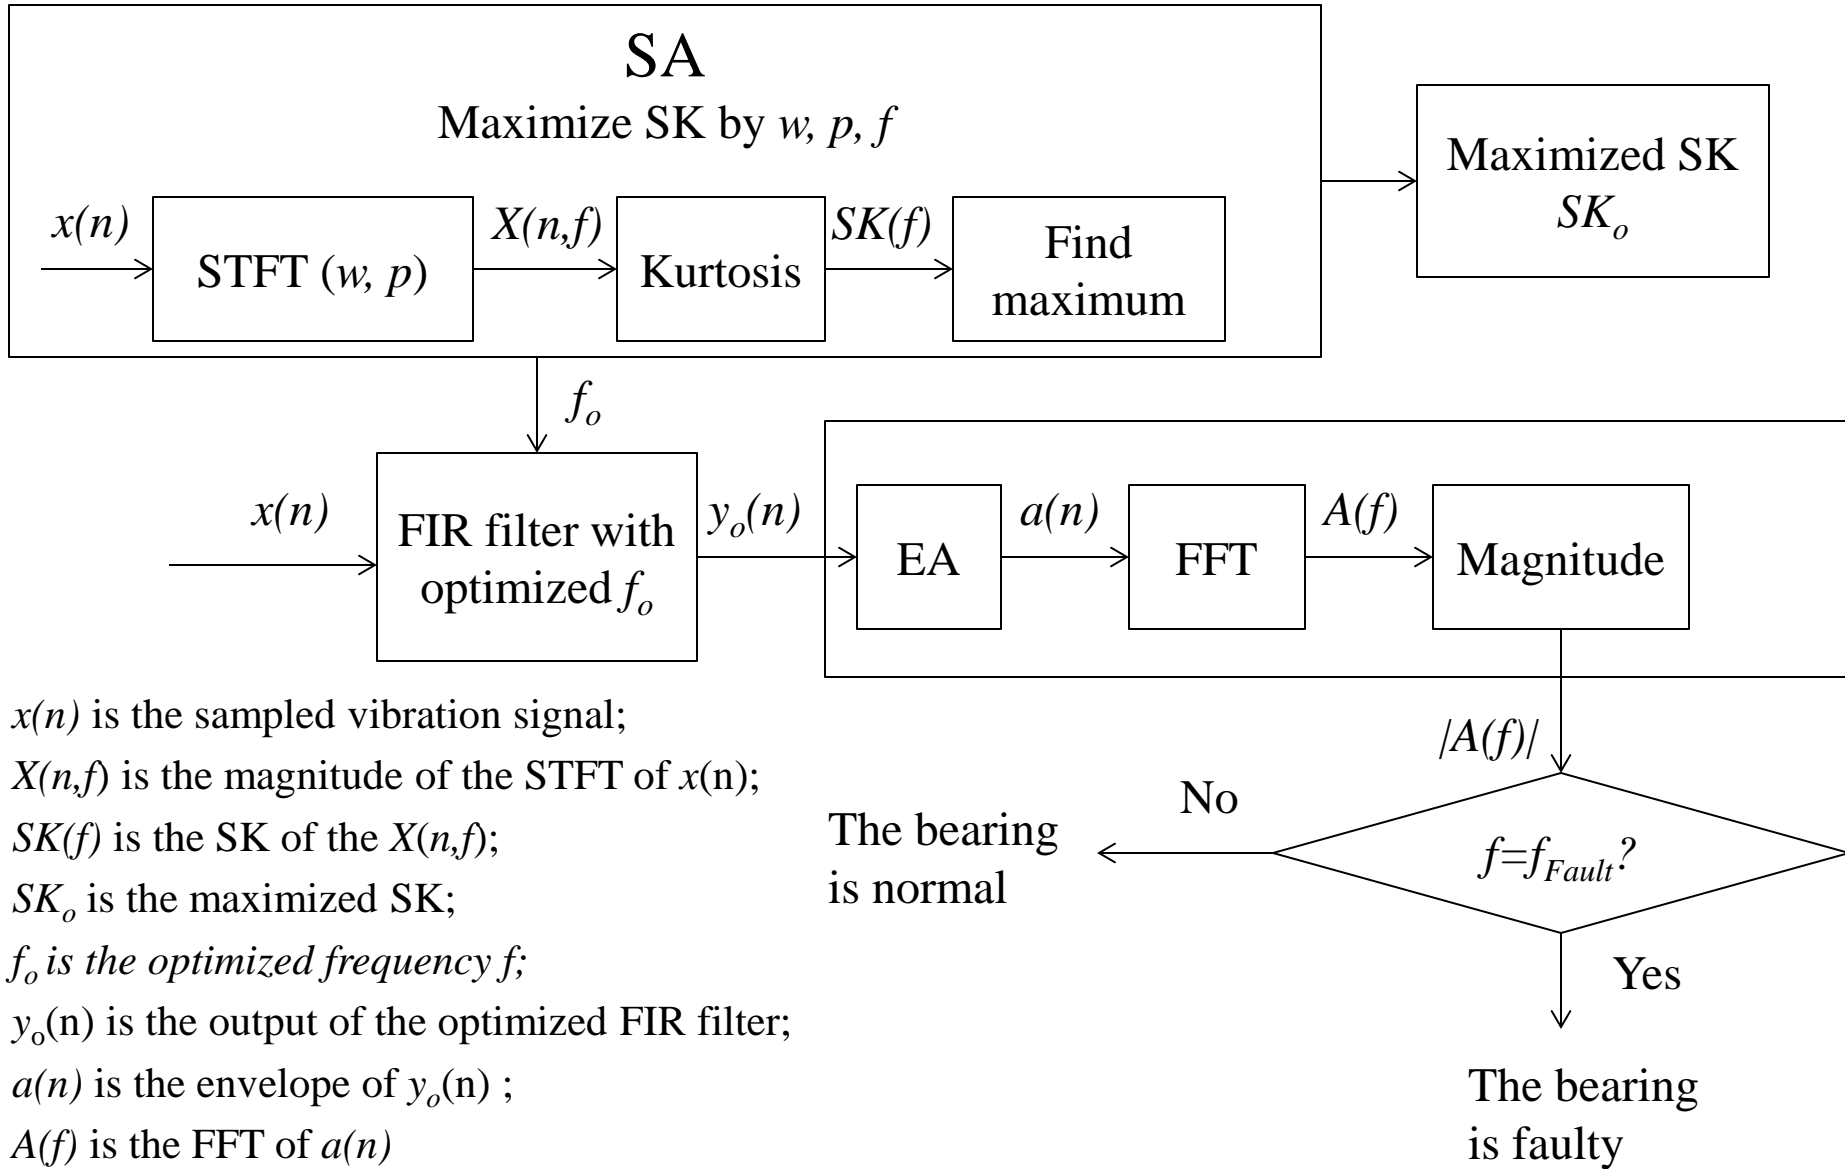 SA
Maximize SK by w, p, f
x(n)
STFT (w, p)
X(n,f)
Kurtosis
SK(f)
Find
maximum
Maximized SK
SKo
fo
x(n)
FIR filter with
optimized fo
yo(n)
EA
a(n)
FFT
A(f)
Magnitude
|A(f)|
f=fFault?
No
The bearing
is normal
Yes
The bearing
is faulty
x(n) is the sampled vibration signal;
X(n,f) is the magnitude of the STFT of x(n);
SK(f) is the SK of the X(n,f);
SKo is the maximized SK;
fo is the optimized frequency f;
yo(n) is the output of the optimized FIR filter;
a(n) is the envelope of yo(n) ;
A(f) is the FFT of a(n)